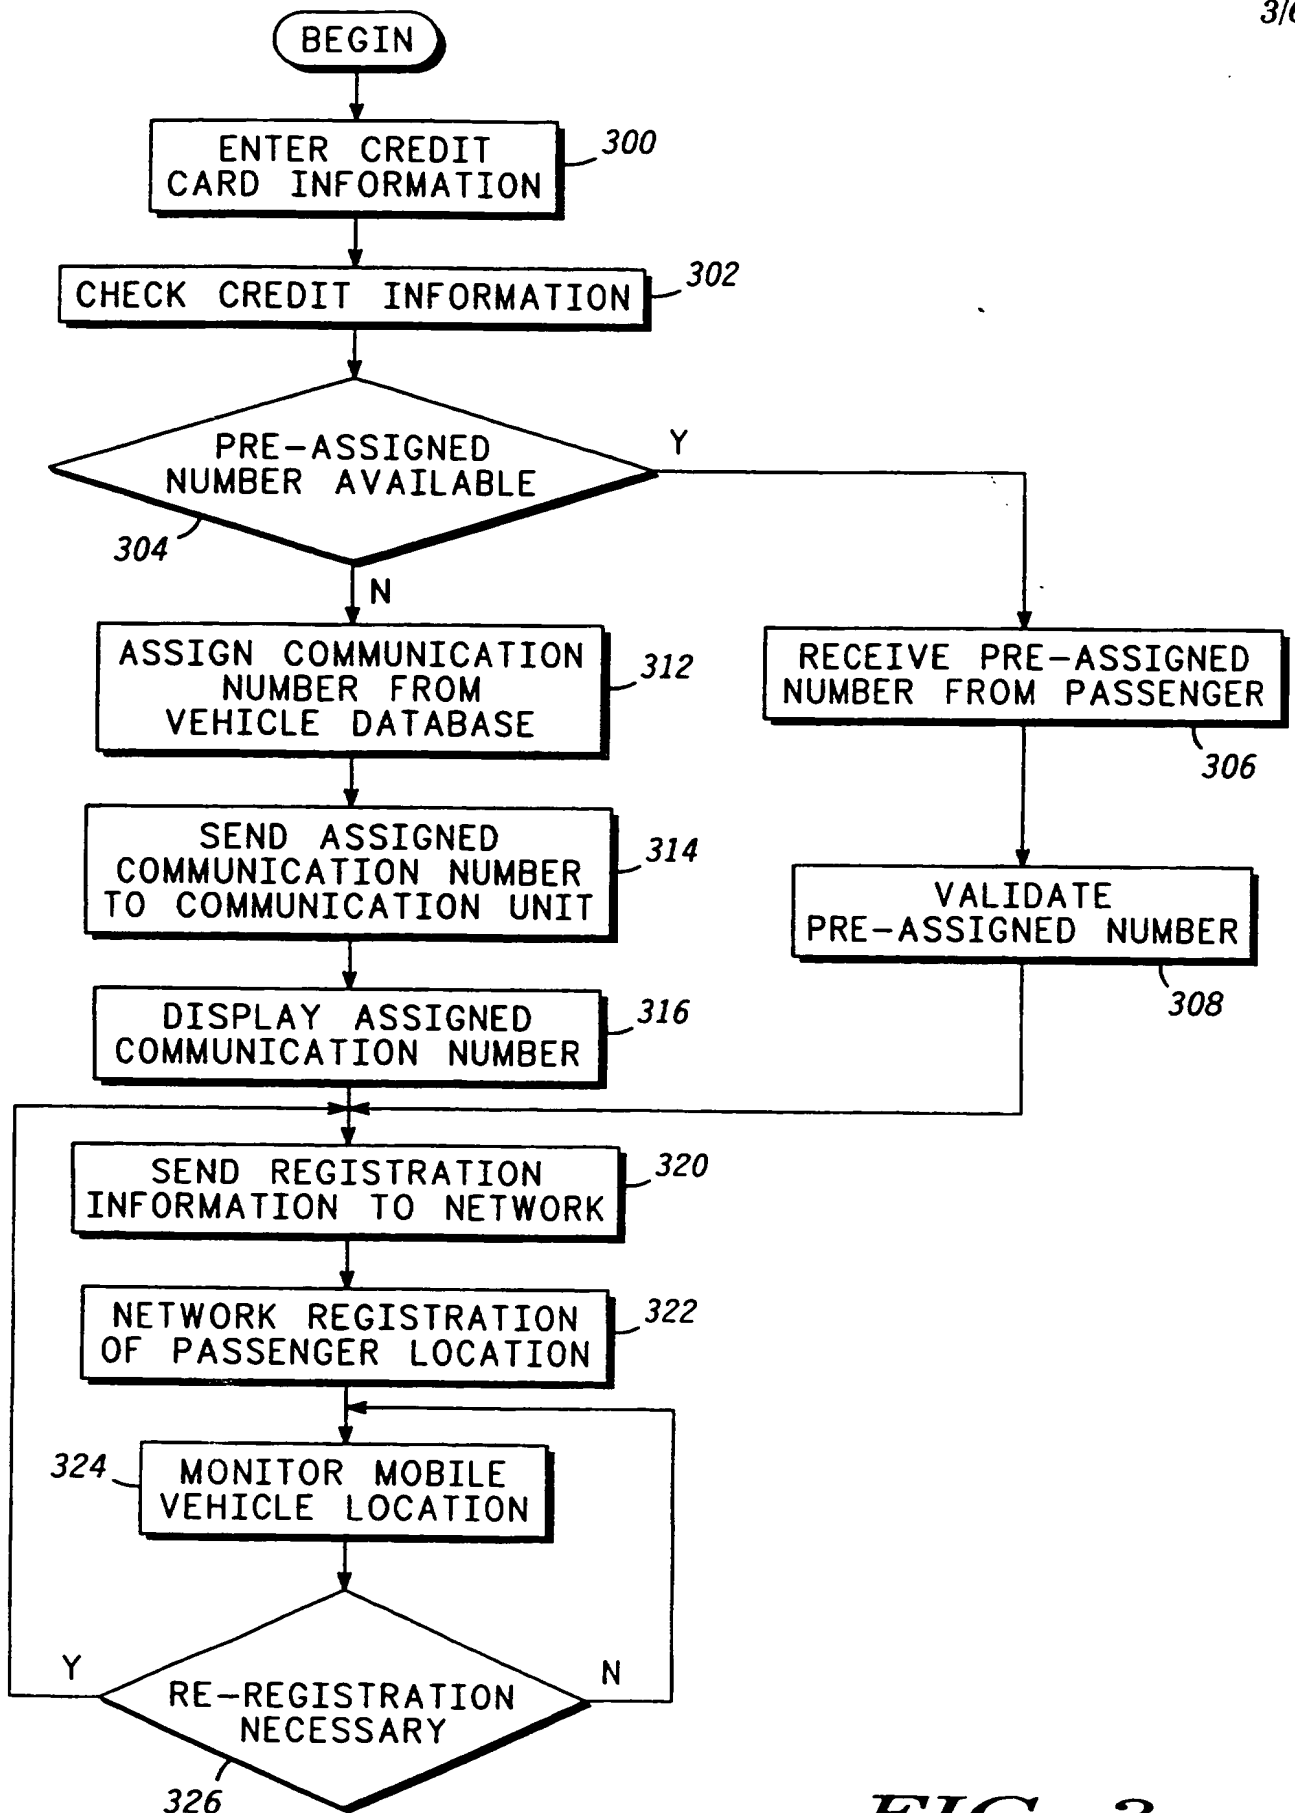 3/6
BEGIN
ENTER CREDIT
CARD INFORMATION
300
CHECK CREDIT INFORMATION
302
PRE-ASSIGNED
NUMBER AVAILABLE
Y
304
N
ASSIGN COMMUNICATION
NUMBER FROM
VEHICLE DATABASE
312
RECEIVE PRE-ASSIGNED
NUMBER FROM PASSENGER
306
SEND ASSIGNED
COMMUNICATION NUMBER
TO COMMUNICATION UNIT
314
VALIDATE
PRE-ASSIGNED NUMBER
308
DISPLAY ASSIGNED
COMMUNICATION NUMBER
316
SEND REGISTRATION
INFORMATION TO NETWORK
320
NETWORK REGISTRATION
OF PASSENGER LOCATION
322
MONITOR MOBILE
VEHICLE LOCATION
324
RE-REGISTRATION
NECESSARY
Y
N
326
FIG. 3